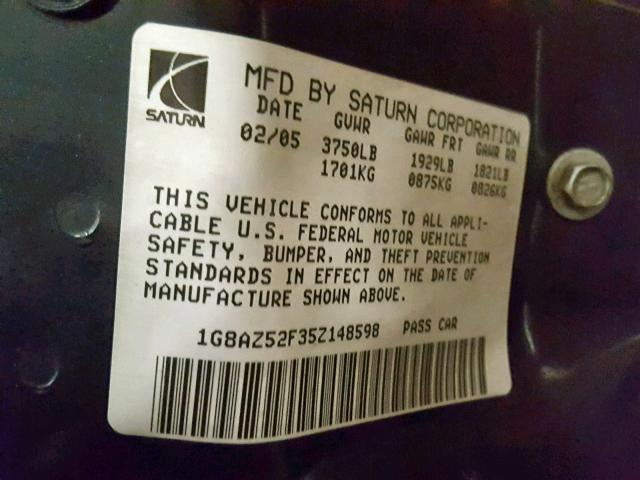 SATURN
MFD BY SATURN CORPORATION
DATE GVWR GAWR FRT GAWR RR
02/05 3750LB 1929LB 1821LB
1701KG 0875KG 0826KG
THIS VEHICLE CONFORMS TO ALL APPLI-
CABLE U.S. FEDERAL MOTOR VEHICLE
SAFETY, BUMPER, AND THEFT PREVENTION
STANDARDS IN EFFECT ON THE DATE OF
MANUFACTURE SHOWN ABOVE.
1G8AZ52F35Z148598 PASS CAR